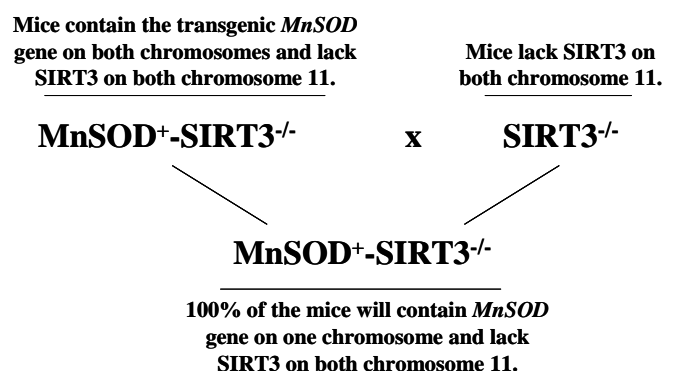 Mice contain the transgenic MnSOD
gene on both chromosomes and lack
SIRT3 on both chromosome 11.
Mice lack SIRT3 on
both chromosome 11.
MnSOD⁺-SIRT3⁻/⁻ x SIRT3⁻/⁻
MnSOD⁺-SIRT3⁻/⁻
100% of the mice will contain MnSOD
gene on one chromosome and lack
SIRT3 on both chromosome 11.